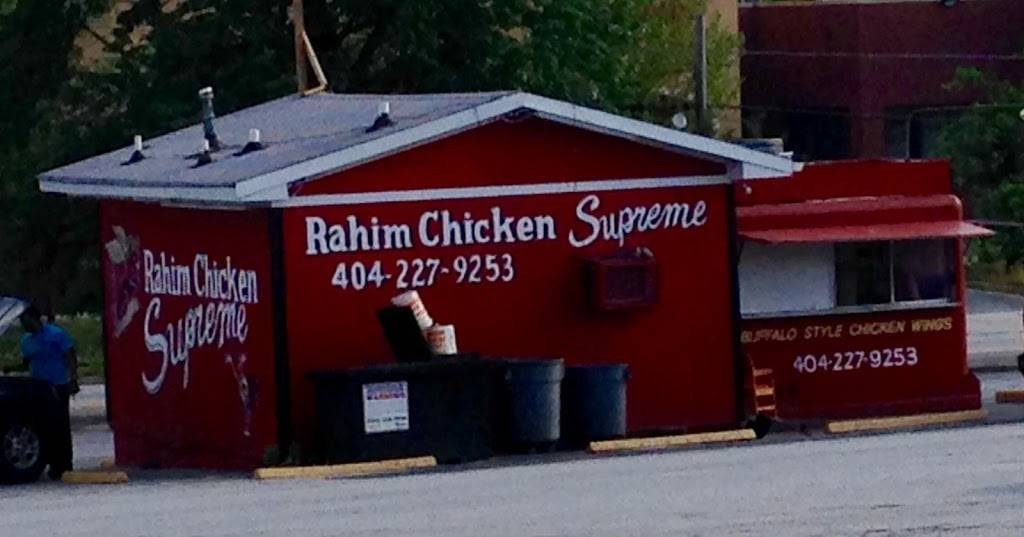 Rahim Chicken
Supreme
Rahim Chicken Supreme
404-227-9253
BUFFALO STYLE CHICKEN WINGS
404-227-9253